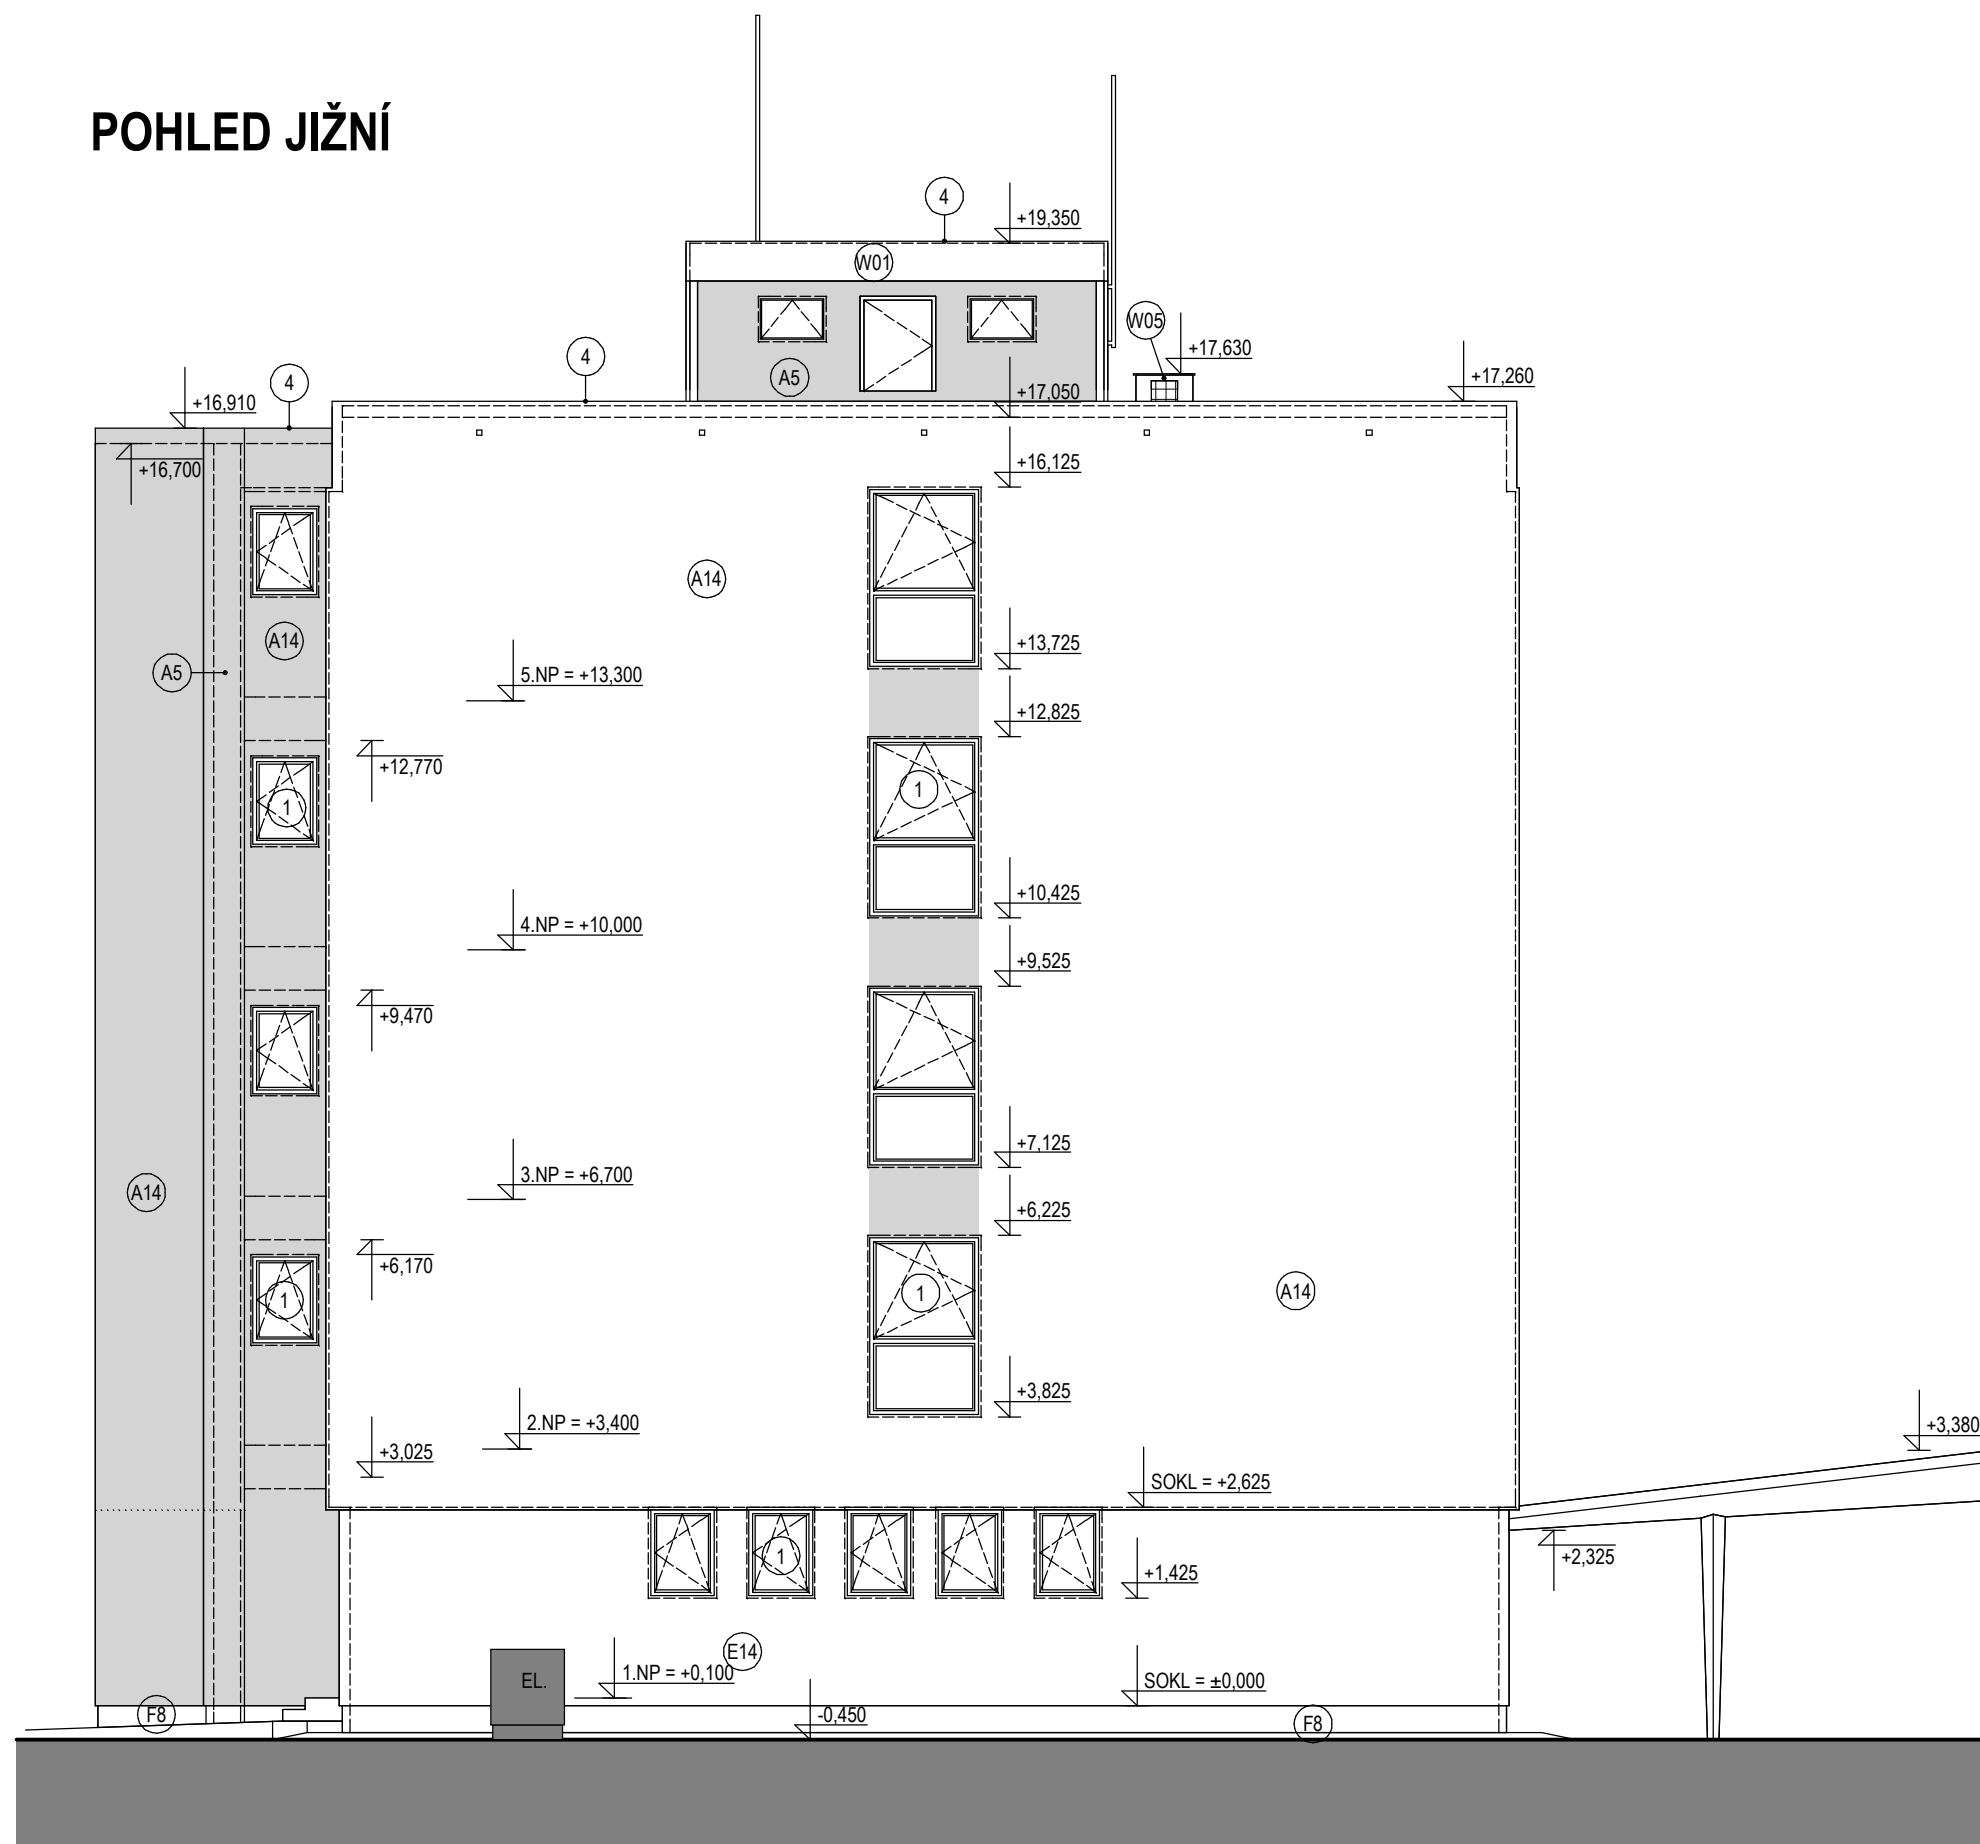 POHLED JIŽNÍ
4
+19,350
W01
W05
+17,630
4
A5
4
+17,050
+17,260
+16,910
+16,700
+16,125
A14
A14
+13,725
A5
5.NP = +13,300
+12,825
+12,770
1
1
+10,425
4.NP = +10,000
+9,525
+9,470
+7,125
3.NP = +6,700
A14
+6,225
+6,170
1
1
A14
+3,825
2.NP = +3,400
+3,380
+3,025
SOKL = +2,625
1
+2,325
+1,425
E14
1.NP = +0,100
EL.
SOKL = ±0,000
F8
-0,450
F8